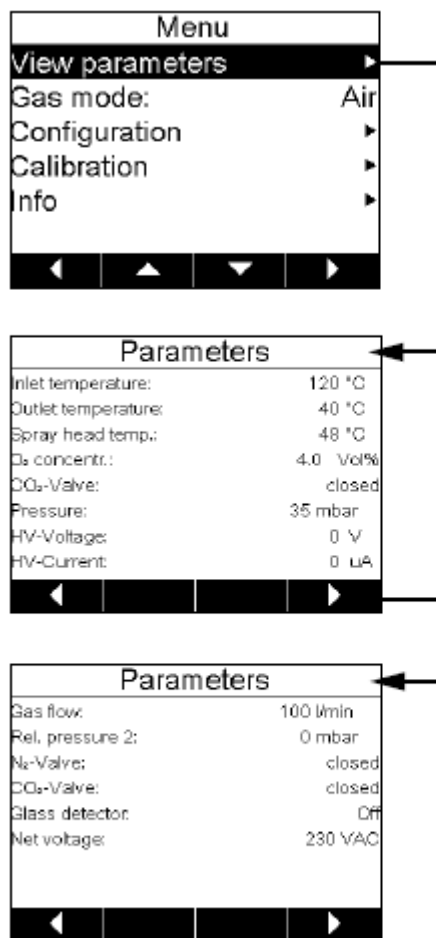 Menu
View parameters
Gas mode: Air
Configuration
Calibration
Info
Parameters
Inlet temperature: 120 °C
Outlet temperature: 40 °C
Spray head temp.: 48 °C
O₂ concentr.: 4.0 Vol%
CO₂-Valve: closed
Pressure: 35 mbar
HV-Voltage: 0 V
HV-Current: 0 uA
Parameters
Gas flow: 100 l/min
Rel. pressure 2: 0 mbar
N₂-Valve: closed
CO₂-Valve: closed
Glass detector: Off
Net voltage: 230 VAC